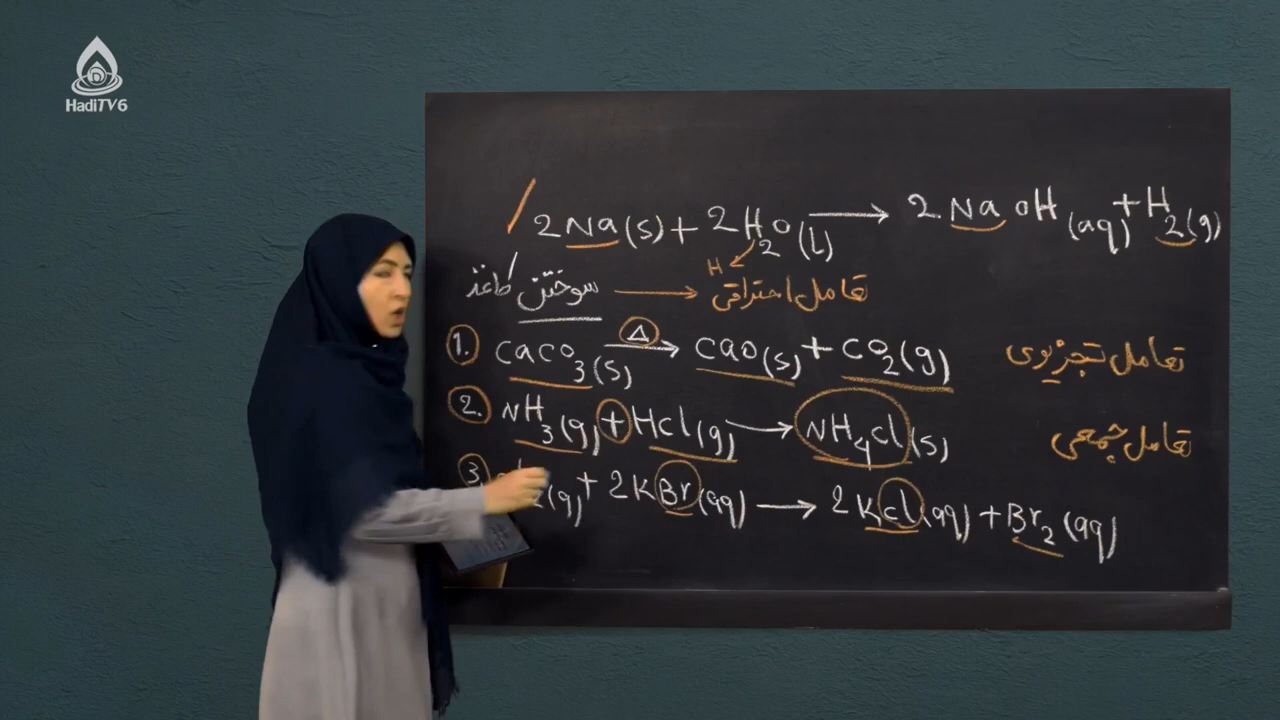 HadiTV6
2Na(s) + 2H2O(l) → 2NaOH(aq) + H2(g)
H
سوختن کاغذ → تعامل احتراقی
1. CaCO3(s) Δ→ CaO(s) + CO2(g) تعامل تجزیوی
2. NH3(g) + HCl(g) → NH4Cl(s) تعامل جمعی
3. 2(g) + 2KBr(aq) → 2KCl(aq) + Br2(aq)